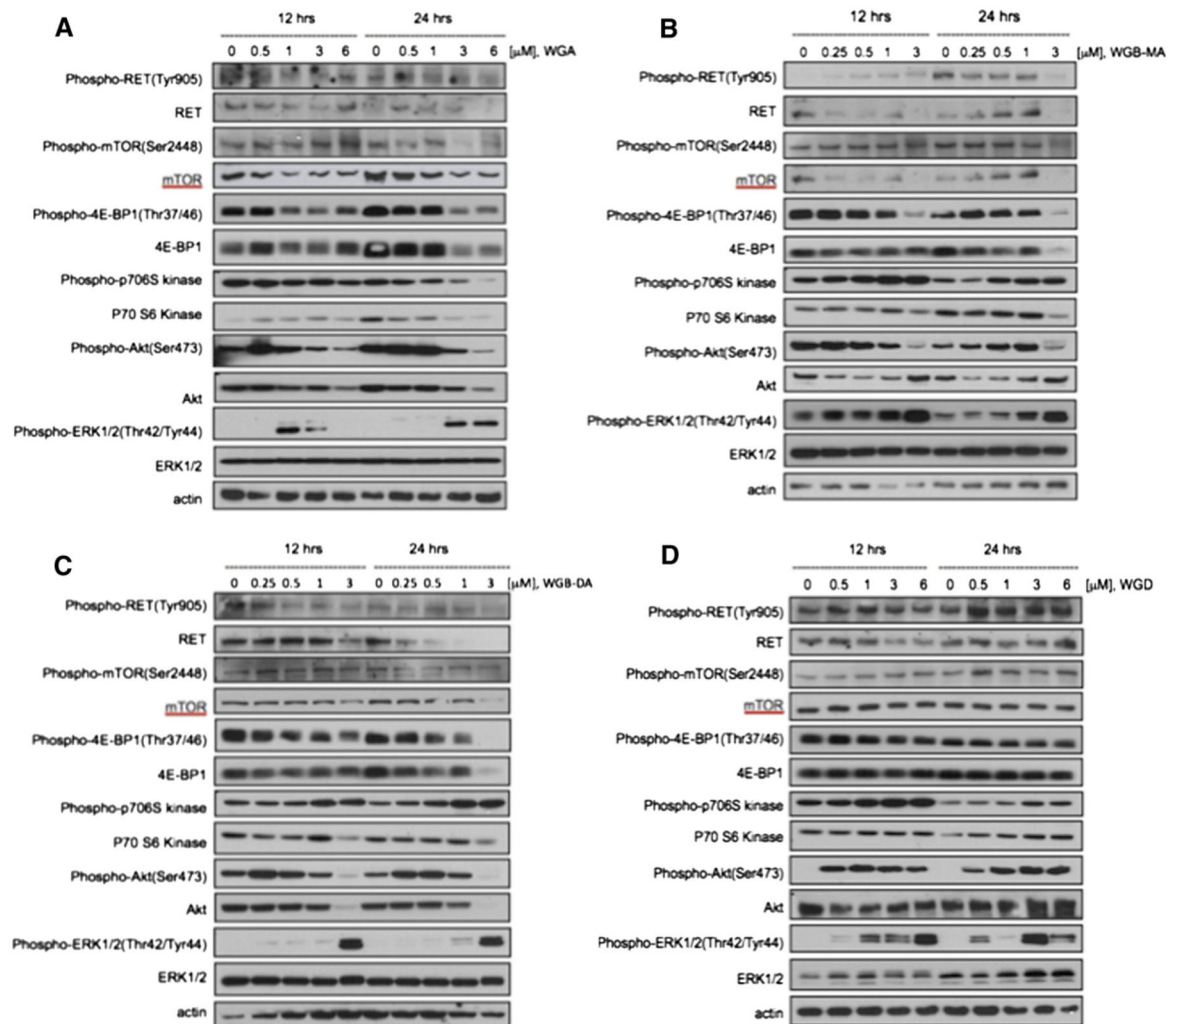 A
12 hrs 24 hrs
0 0.5 1 3 6 0 0.5 1 3 6 [μM], WGA
Phospho-RET(Tyr905)
RET
Phospho-mTOR(Ser2448)
mTOR
Phospho-4E-BP1(Thr37/46)
4E-BP1
Phospho-p706S kinase
P70 S6 Kinase
Phospho-Akt(Ser473)
Akt
Phospho-ERK1/2(Thr42/Tyr44)
ERK1/2
actin
B
12 hrs 24 hrs
0 0.25 0.5 1 3 0 0.25 0.5 1 3 [μM], WGB-MA
Phospho-RET(Tyr905)
RET
Phospho-mTOR(Ser2448)
mTOR
Phospho-4E-BP1(Thr37/46)
4E-BP1
Phospho-p706S kinase
P70 S6 Kinase
Phospho-Akt(Ser473)
Akt
Phospho-ERK1/2(Thr42/Tyr44)
ERK1/2
actin
C
12 hrs 24 hrs
0 0.25 0.5 1 3 0 0.25 0.5 1 3 [μM], WGB-DA
Phospho-RET(Tyr905)
RET
Phospho-mTOR(Ser2448)
mTOR
Phospho-4E-BP1(Thr37/46)
4E-BP1
Phospho-p706S kinase
P70 S6 Kinase
Phospho-Akt(Ser473)
Akt
Phospho-ERK1/2(Thr42/Tyr44)
ERK1/2
actin
D
12 hrs 24 hrs
0 0.5 1 3 6 0 0.5 1 3 6 [μM], WGD
Phospho-RET(Tyr905)
RET
Phospho-mTOR(Ser2448)
mTOR
Phospho-4E-BP1(Thr37/46)
4E-BP1
Phospho-p706S kinase
P70 S6 Kinase
Phospho-Akt(Ser473)
Akt
Phospho-ERK1/2(Thr42/Tyr44)
ERK1/2
actin